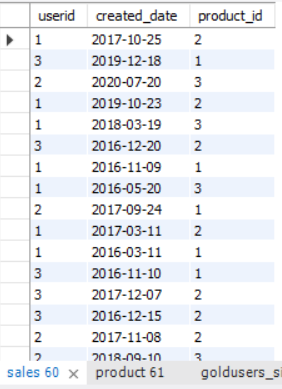 userid created_date product_id
1 2017-10-25 2
3 2019-12-18 1
2 2020-07-20 3
1 2019-10-23 2
1 2018-03-19 3
3 2016-12-20 2
1 2016-11-09 1
1 2016-05-20 3
2 2017-09-24 1
1 2017-03-11 2
1 2016-03-11 1
3 2016-11-10 1
3 2017-12-07 2
3 2016-12-15 2
2 2017-11-08 2
2 2018-09-10 3
sales 60 product 61 goldusers_si